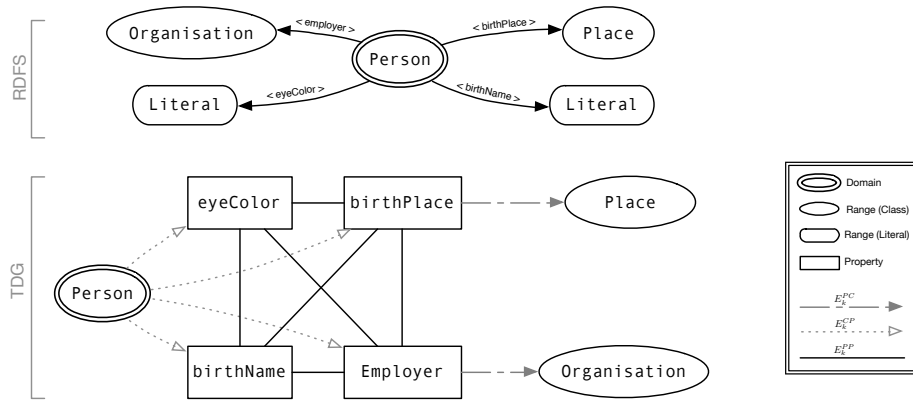 RDFS
Organisation
< employer >
Person
< birthPlace >
Place
Literal
< eyeColor >
< birthName >
Literal
TDG
eyeColor
birthPlace
Place
Person
birthName
Employer
Organisation
Domain
Range (Class)
Range (Literal)
Property
E_k^{PC}
E_k^{CP}
E_k^{PP}